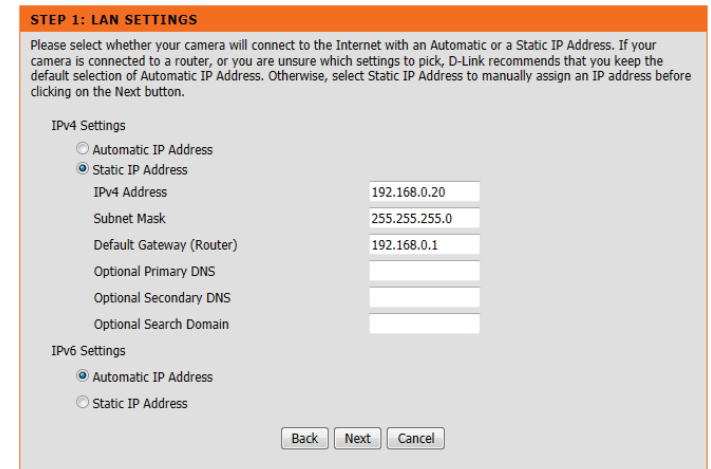 STEP 1: LAN SETTINGS
Please select whether your camera will connect to the Internet with an Automatic or a Static IP Address. If your
camera is connected to a router, or you are unsure which settings to pick, D-Link recommends that you keep the
default selection of Automatic IP Address. Otherwise, select Static IP Address to manually assign an IP address before
clicking on the Next button.
IPv4 Settings
Automatic IP Address
Static IP Address
IPv4 Address 192.168.0.20
Subnet Mask 255.255.255.0
Default Gateway (Router) 192.168.0.1
Optional Primary DNS
Optional Secondary DNS
Optional Search Domain
IPv6 Settings
Automatic IP Address
Static IP Address
Back Next Cancel